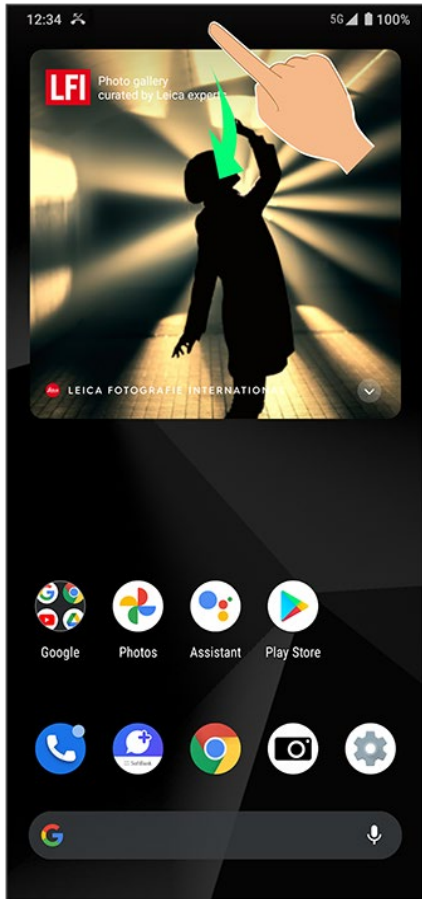 12:34
5G
100%
LFI
Photo gallery
curated by Leica experts
LEICA FOTOGRAFIE INTERNATIONAL
Google
Photos
Assistant
Play Store
SoftBank